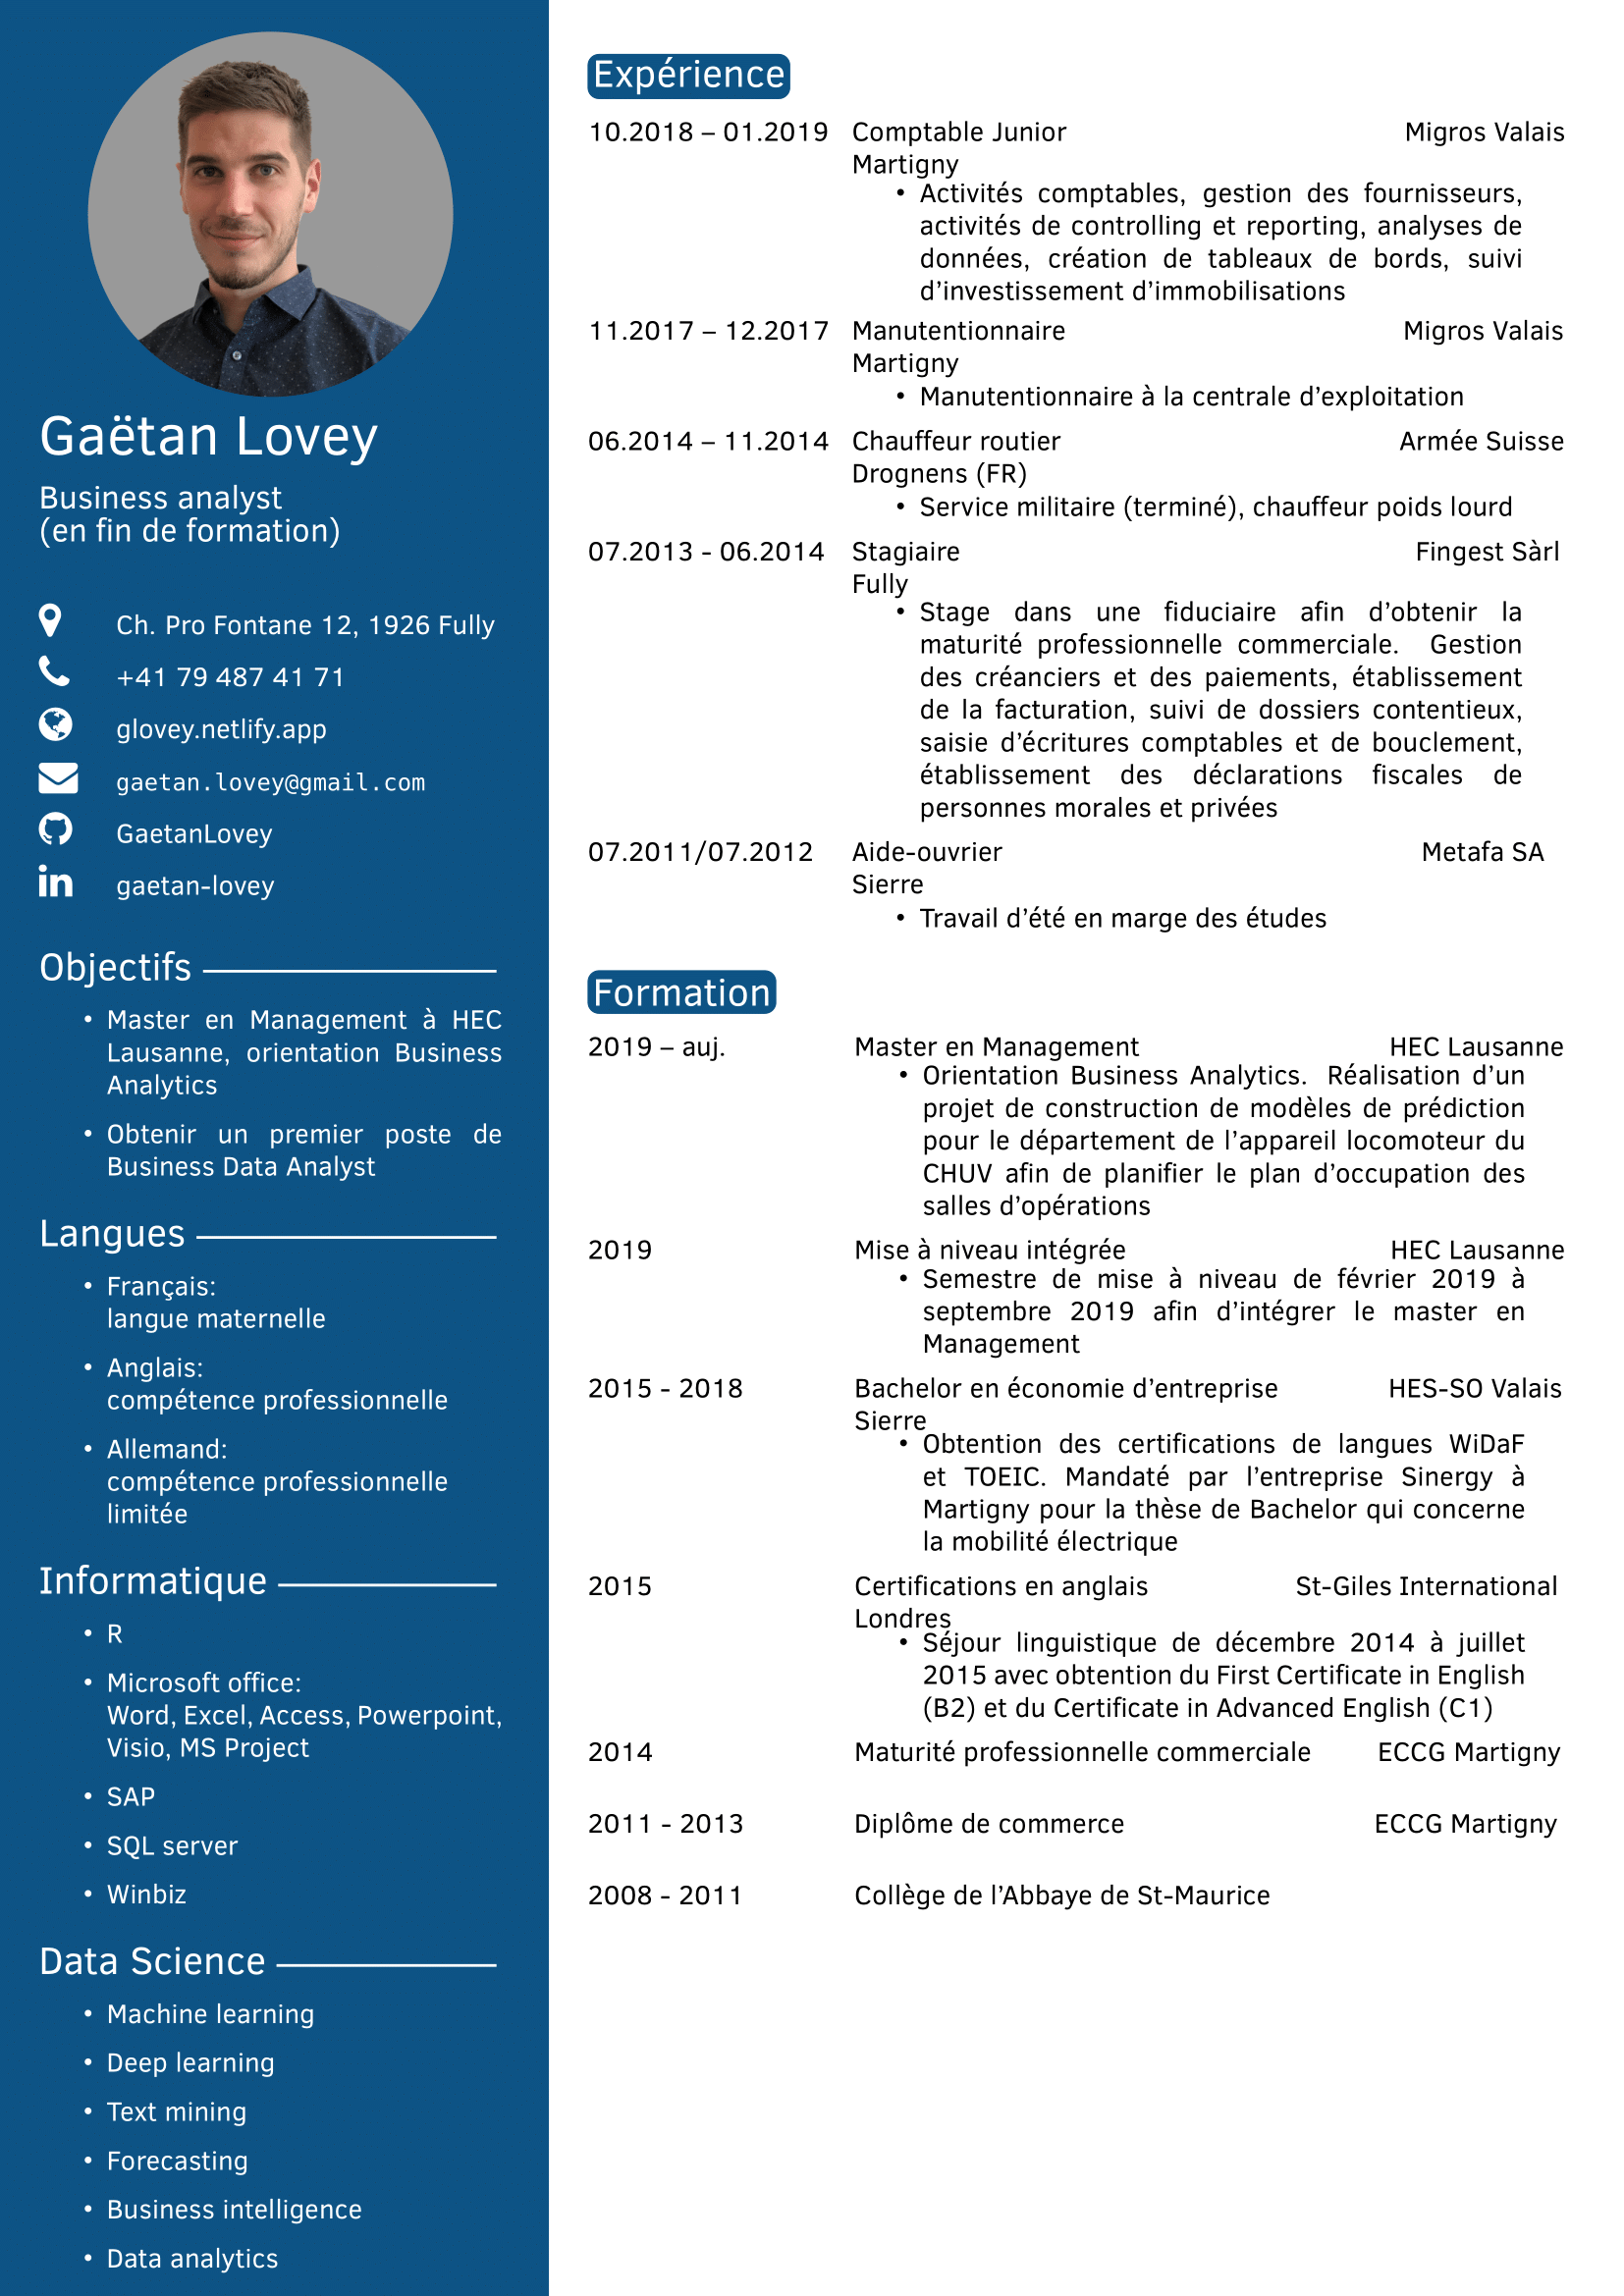 Gaëtan Lovey
Business analyst
(en fin de formation)
Ch. Pro Fontane 12, 1926 Fully
+41 79 487 41 71
glovey.netlify.app
gaetan.lovey@gmail.com
GaetanLovey
gaetan-lovey
Objectifs
• Master en Management à HEC
Lausanne, orientation Business
Analytics
• Obtenir un premier poste de
Business Data Analyst
Langues
• Français:
langue maternelle
• Anglais:
compétence professionnelle
• Allemand:
compétence professionnelle
limitée
Informatique
• R
• Microsoft office:
Word, Excel, Access, Powerpoint,
Visio, MS Project
• SAP
• SQL server
• Winbiz
Data Science
• Machine learning
• Deep learning
• Text mining
• Forecasting
• Business intelligence
• Data analytics
Expérience
10.2018 – 01.2019 Comptable Junior Migros Valais
Martigny
• Activités comptables, gestion des fournisseurs,
activités de controlling et reporting, analyses de
données, création de tableaux de bords, suivi
d'investissement d'immobilisations
11.2017 – 12.2017 Manutentionnaire Migros Valais
Martigny
• Manutentionnaire à la centrale d'exploitation
06.2014 – 11.2014 Chauffeur routier Armée Suisse
Drognens (FR)
• Service militaire (terminé), chauffeur poids lourd
07.2013 - 06.2014 Stagiaire Fingest Sàrl
Fully
• Stage dans une fiduciaire afin d'obtenir la
maturité professionnelle commerciale. Gestion
des créanciers et des paiements, établissement
de la facturation, suivi de dossiers contentieux,
saisie d'écritures comptables et de bouclement,
établissement des déclarations fiscales de
personnes morales et privées
07.2011/07.2012 Aide-ouvrier Metafa SA
Sierre
• Travail d'été en marge des études
Formation
2019 – auj. Master en Management HEC Lausanne
• Orientation Business Analytics. Réalisation d'un
projet de construction de modèles de prédiction
pour le département de l'appareil locomoteur du
CHUV afin de planifier le plan d'occupation des
salles d'opérations
2019 Mise à niveau intégrée HEC Lausanne
• Semestre de mise à niveau de février 2019 à
septembre 2019 afin d'intégrer le master en
Management
2015 - 2018 Bachelor en économie d'entreprise HES-SO Valais
Sierre
• Obtention des certifications de langues WiDaF
et TOEIC. Mandaté par l'entreprise Sinergy à
Martigny pour la thèse de Bachelor qui concerne
la mobilité électrique
2015 Certifications en anglais St-Giles International
Londres
• Séjour linguistique de décembre 2014 à juillet
2015 avec obtention du First Certificate in English
(B2) et du Certificate in Advanced English (C1)
2014 Maturité professionnelle commerciale ECCG Martigny
2011 - 2013 Diplôme de commerce ECCG Martigny
2008 - 2011 Collège de l'Abbaye de St-Maurice